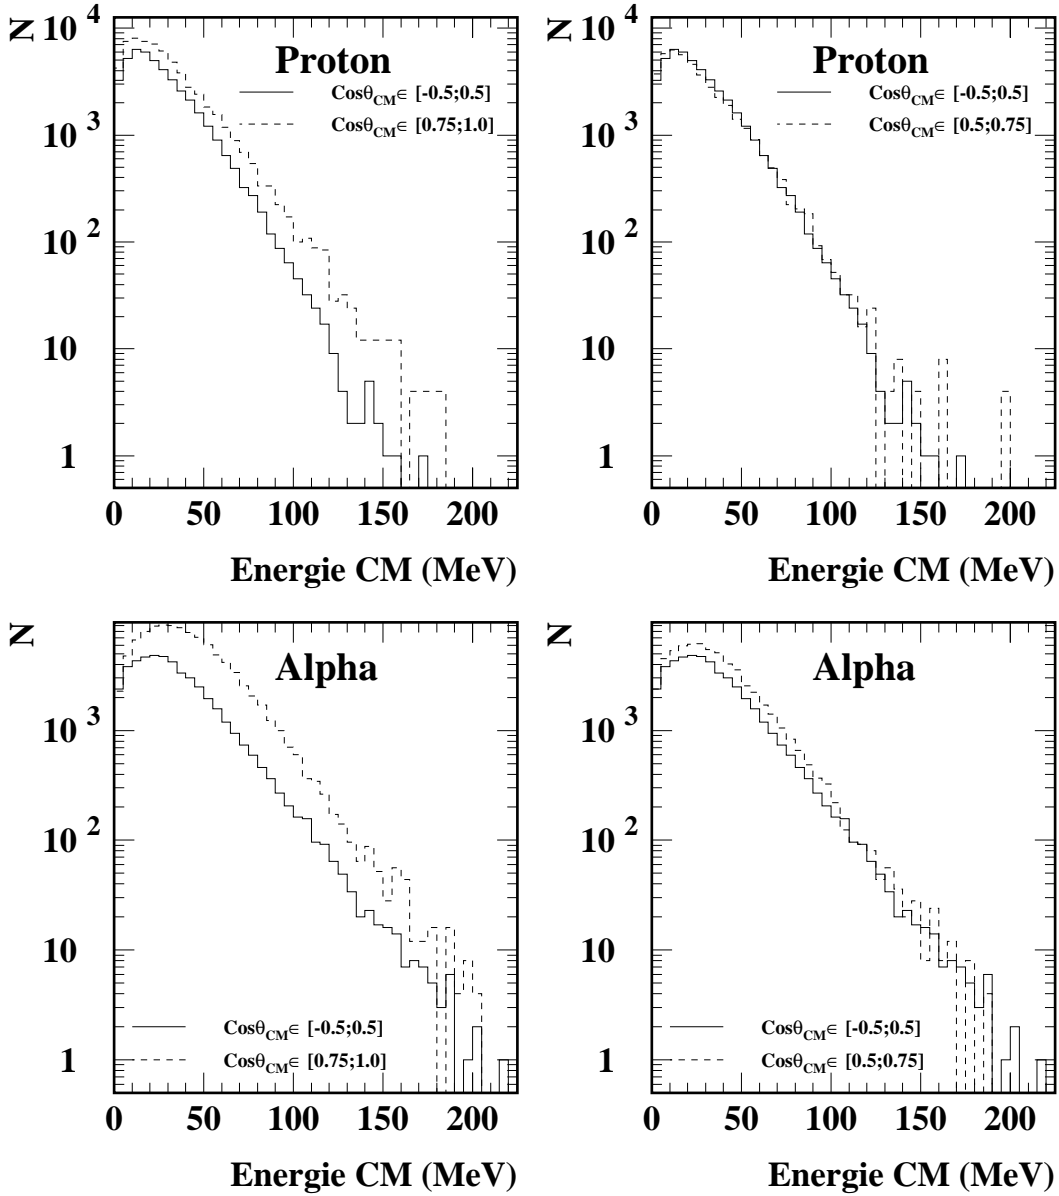 N
10^4
10^3
10^2
10
1
Proton
Cosθ_CM∈ [-0.5;0.5]
Cosθ_CM∈ [0.75;1.0]
0 50 100 150 200
Energie CM (MeV)
N
10^4
10^3
10^2
10
1
Proton
Cosθ_CM∈ [-0.5;0.5]
Cosθ_CM∈ [0.5;0.75]
0 50 100 150 200
Energie CM (MeV)
N
10^3
10^2
10
1
Alpha
Cosθ_CM∈ [-0.5;0.5]
Cosθ_CM∈ [0.75;1.0]
0 50 100 150 200
Energie CM (MeV)
N
10^3
10^2
10
1
Alpha
Cosθ_CM∈ [-0.5;0.5]
Cosθ_CM∈ [0.5;0.75]
0 50 100 150 200
Energie CM (MeV)